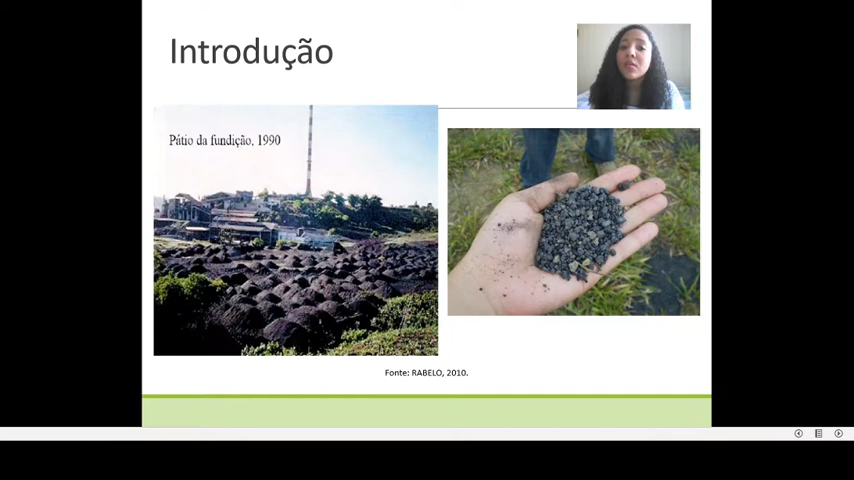 Introdução
Pátio da fundição, 1990
Fonte: RABELO, 2010.